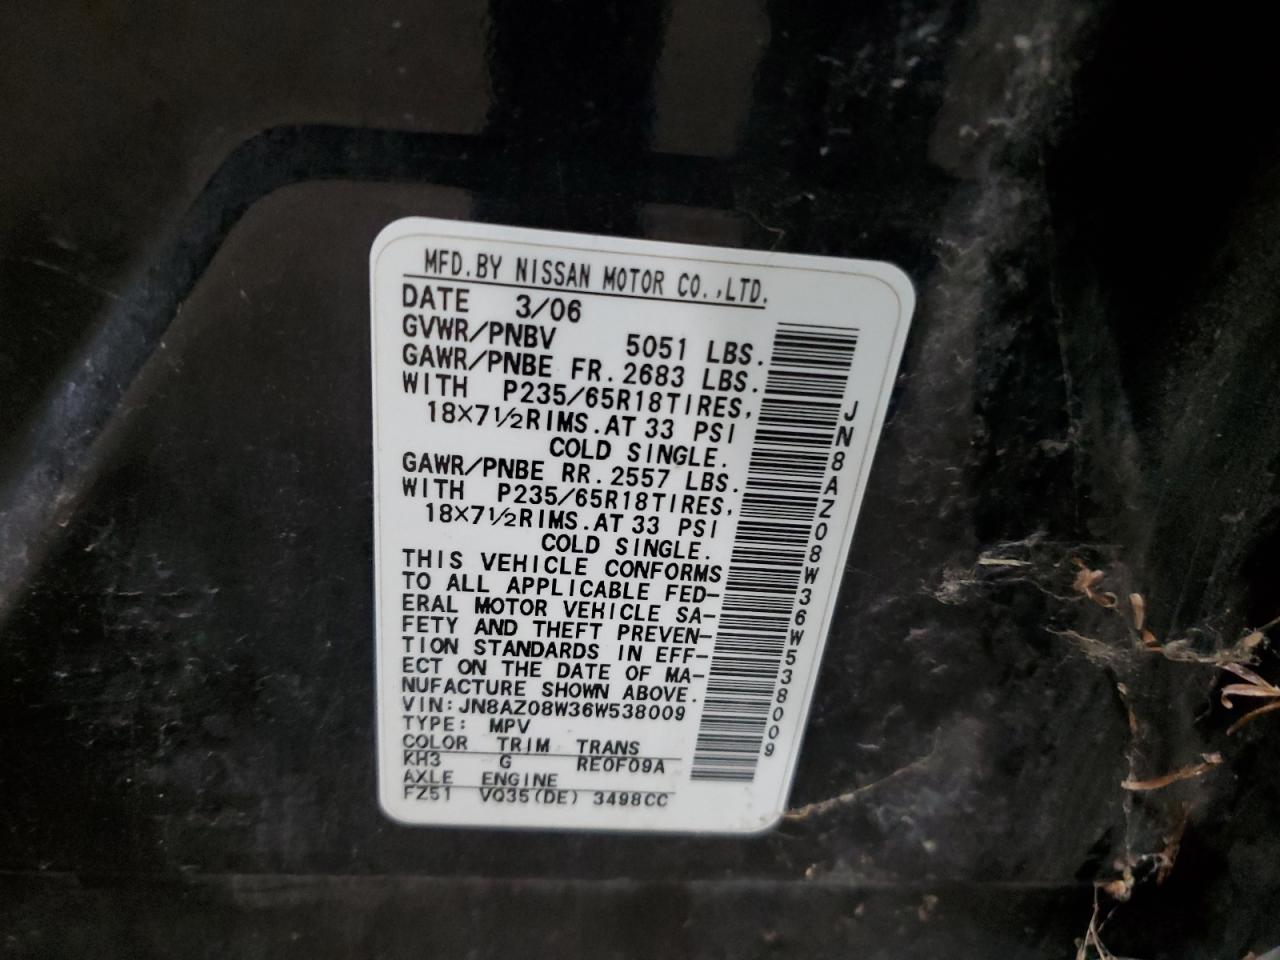 MFD.BY NISSAN MOTOR CO.,LTD.
DATE 3/06
GVWR/PNBV 5051 LBS.
GAWR/PNBE FR. 2683 LBS.
WITH P235/65R18TIRES,
18×7½RIMS.AT 33 PSI
COLD SINGLE.
GAWR/PNBE RR. 2557 LBS.
WITH P235/65R18TIRES,
18×7½RIMS.AT 33 PSI
COLD SINGLE.
THIS VEHICLE CONFORMS
TO ALL APPLICABLE FED-
ERAL MOTOR VEHICLE SA-
FETY AND THEFT PREVEN-
TION STANDARDS IN EFF-
ECT ON THE DATE OF MA-
NUFACTURE SHOWN ABOVE.
VIN:JN8AZ08W36W538009
TYPE: MPV
COLOR TRIM TRANS
KH3 G RE0F09A
AXLE ENGINE
FZ51 VQ35(DE) 3498CC
JN8AZ08W36W538009